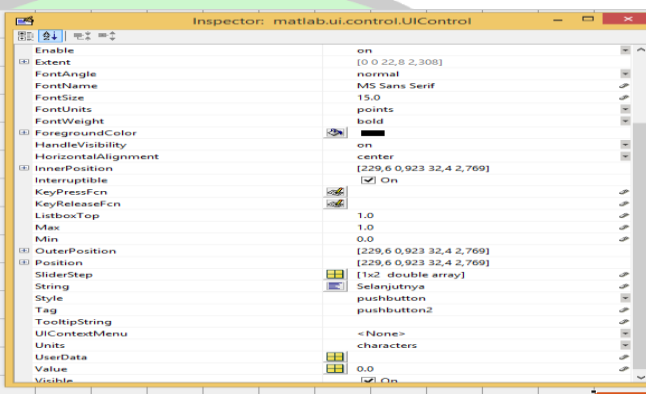 Inspector: matlab.ui.control.UIControl
Enable on
Extent [0 0 22,8 2,308]
FontAngle normal
FontName MS Sans Serif
FontSize 15.0
FontUnits points
FontWeight bold
ForegroundColor
HandleVisibility on
HorizontalAlignment center
InnerPosition [229,6 0,923 32,4 2,769]
Interruptible On
KeyPressFcn
KeyReleaseFcn
ListboxTop 1.0
Max 1.0
Min 0.0
OuterPosition [229,6 0,923 32,4 2,769]
Position [229,6 0,923 32,4 2,769]
SliderStep [1x2 double array]
String Selanjutnya
Style pushbutton
Tag pushbutton2
TooltipString
UIContextMenu <None>
Units characters
UserData
Value 0.0
Visible On